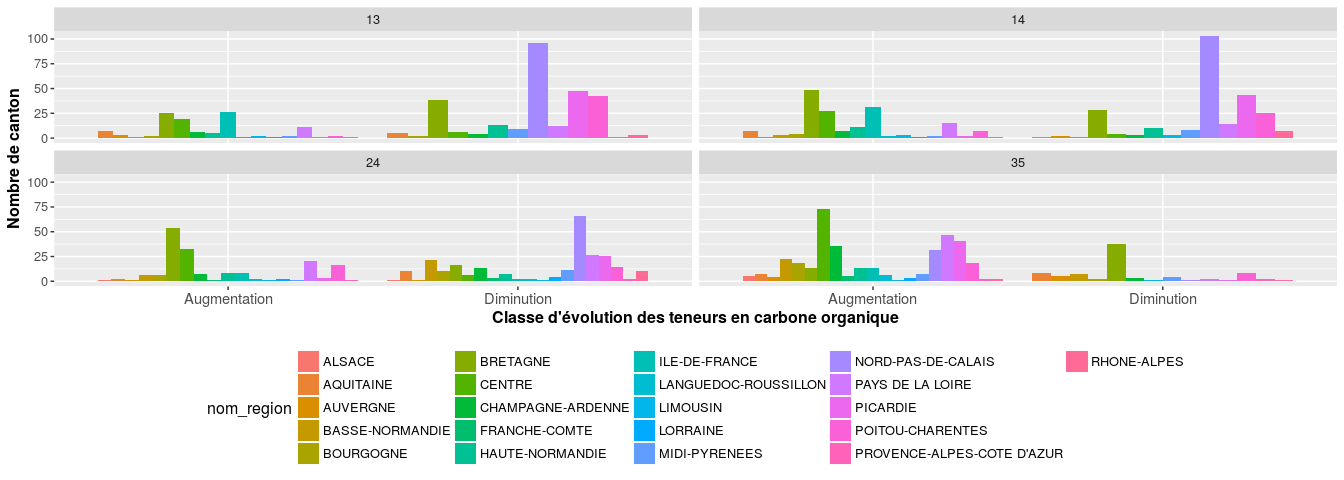 13
14
100
75
50
25
0
24
35
100
75
50
25
0
Nombre de canton
Augmentation
Diminution
Augmentation
Diminution
Classe d'évolution des teneurs en carbone organique
nom_region
ALSACE
AQUITAINE
AUVERGNE
BASSE-NORMANDIE
BOURGOGNE
BRETAGNE
CENTRE
CHAMPAGNE-ARDENNE
FRANCHE-COMTE
HAUTE-NORMANDIE
ILE-DE-FRANCE
LANGUEDOC-ROUSSILLON
LIMOUSIN
LORRAINE
MIDI-PYRENEES
NORD-PAS-DE-CALAIS
PAYS DE LA LOIRE
PICARDIE
POITOU-CHARENTES
PROVENCE-ALPES-COTE D'AZUR
RHONE-ALPES